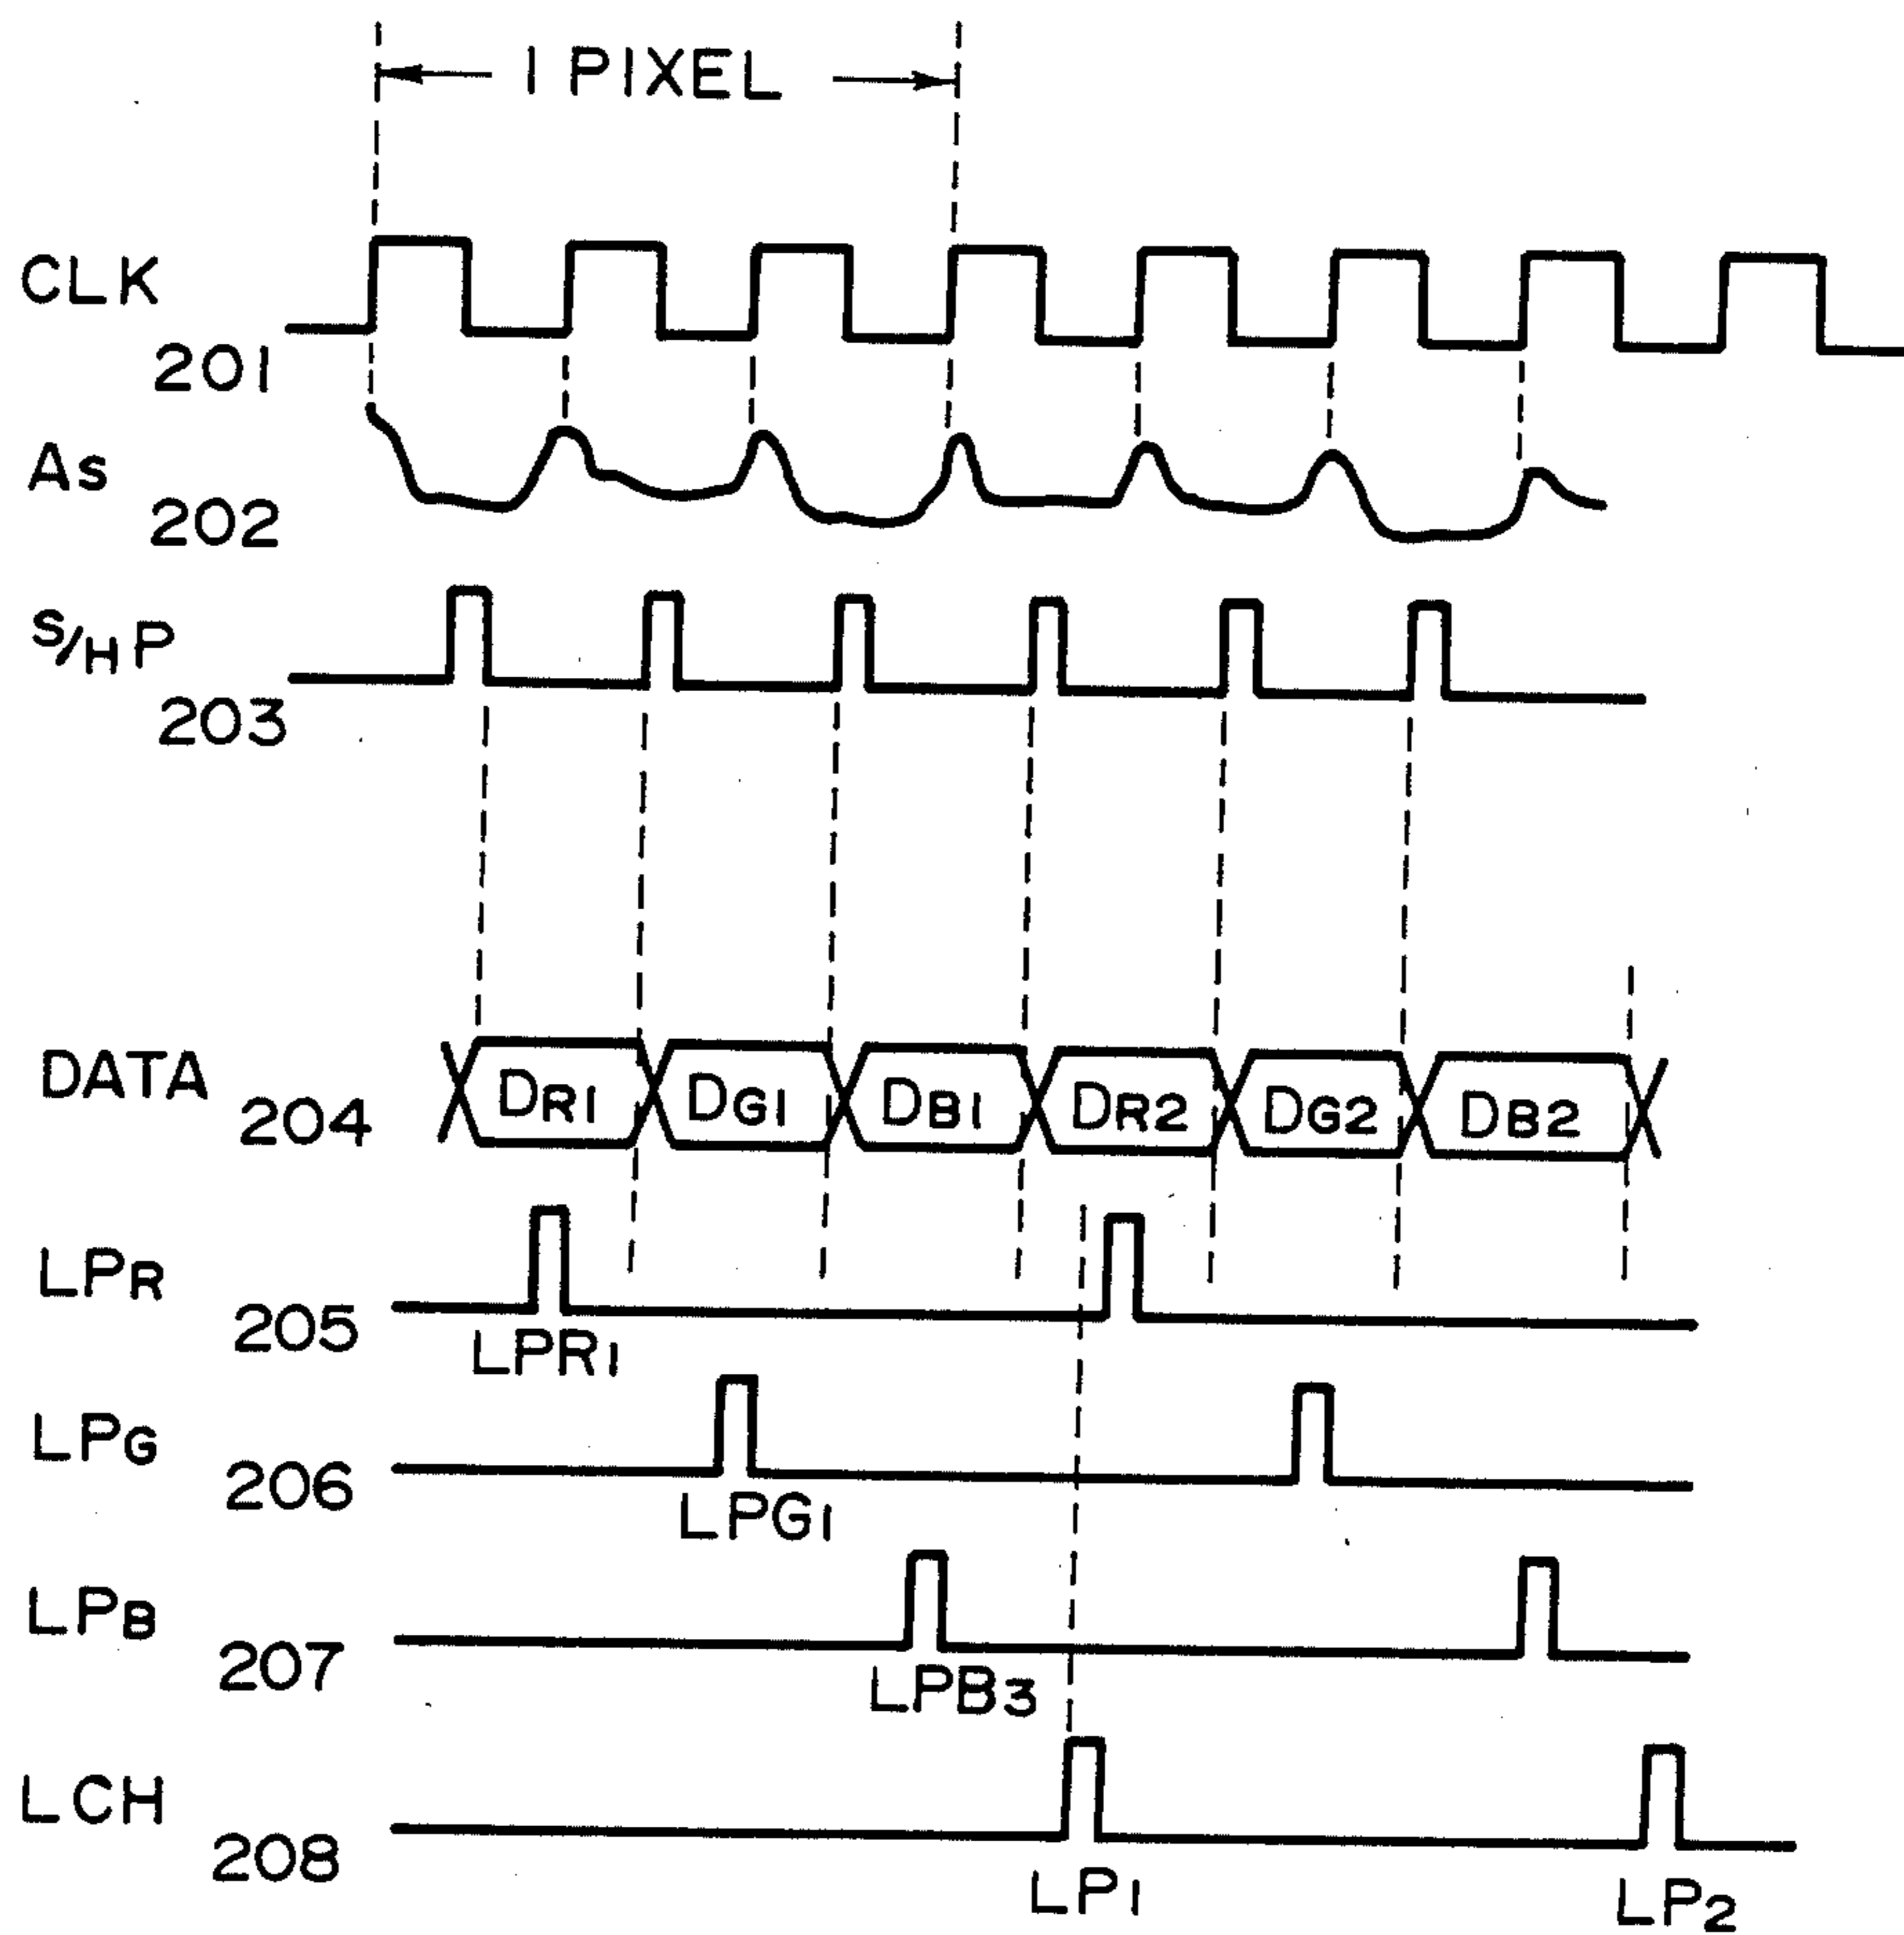 1 PIXEL
CLK
201
As
202
S/HP
203
DATA
204
DR1 DG1 DB1 DR2 DG2 DB2
LPR
205
LPR1
LPG
206
LPG1
LPB
207
LPB3
LCH
208
LP1
LP2